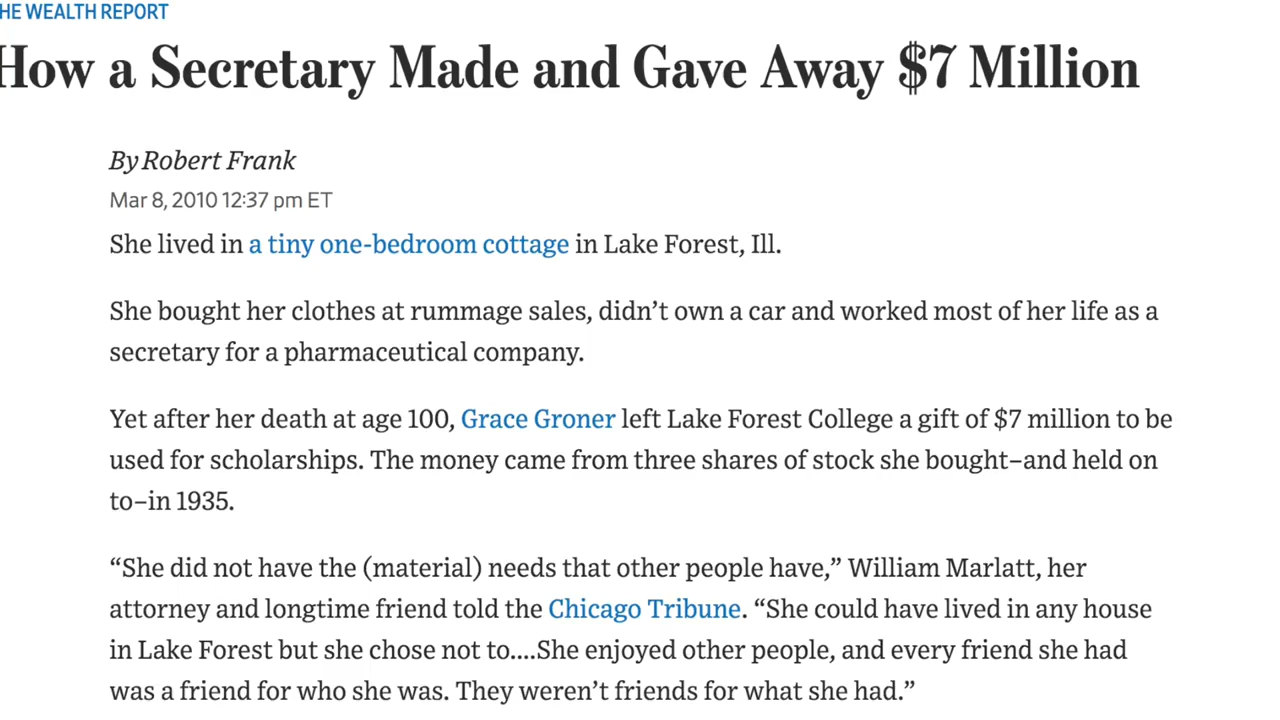 HE WEALTH REPORT
How a Secretary Made and Gave Away $7 Million
By Robert Frank
Mar 8, 2010 12:37 pm ET
She lived in a tiny one-bedroom cottage in Lake Forest, Ill.
She bought her clothes at rummage sales, didn’t own a car and worked most of her life as a
secretary for a pharmaceutical company.
Yet after her death at age 100, Grace Groner left Lake Forest College a gift of $7 million to be
used for scholarships. The money came from three shares of stock she bought–and held on
to–in 1935.
“She did not have the (material) needs that other people have,” William Marlatt, her
attorney and longtime friend told the Chicago Tribune. “She could have lived in any house
in Lake Forest but she chose not to....She enjoyed other people, and every friend she had
was a friend for who she was. They weren’t friends for what she had.”